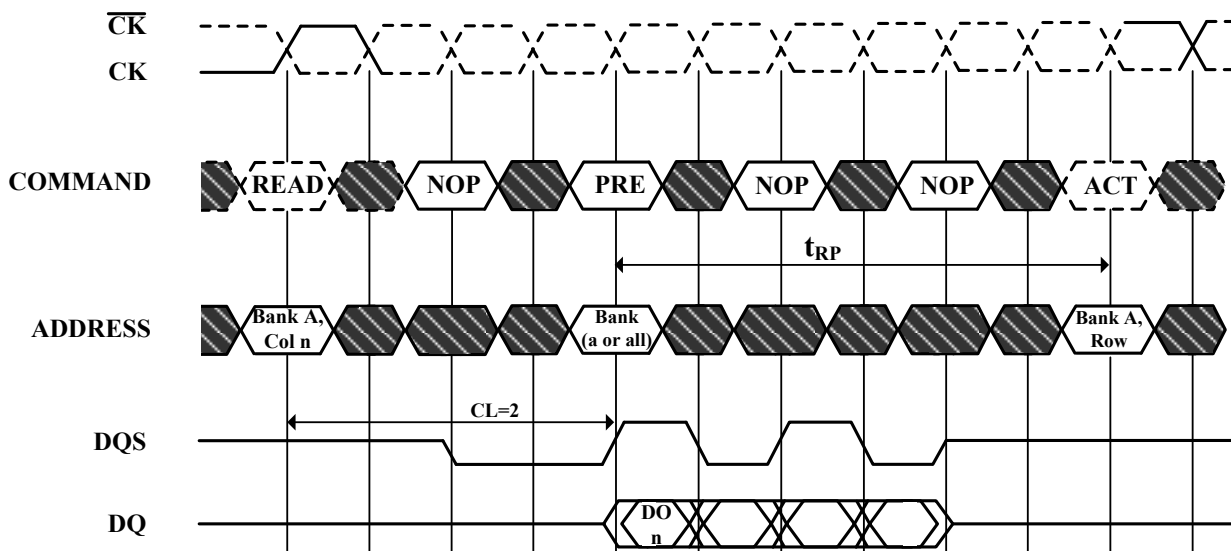 CK
CK
COMMAND
READ
NOP
PRE
NOP
NOP
ACT
tRP
ADDRESS
Bank A,
Col n
Bank
(a or all)
Bank A,
Row
CL=2
DQS
DQ
DO
n